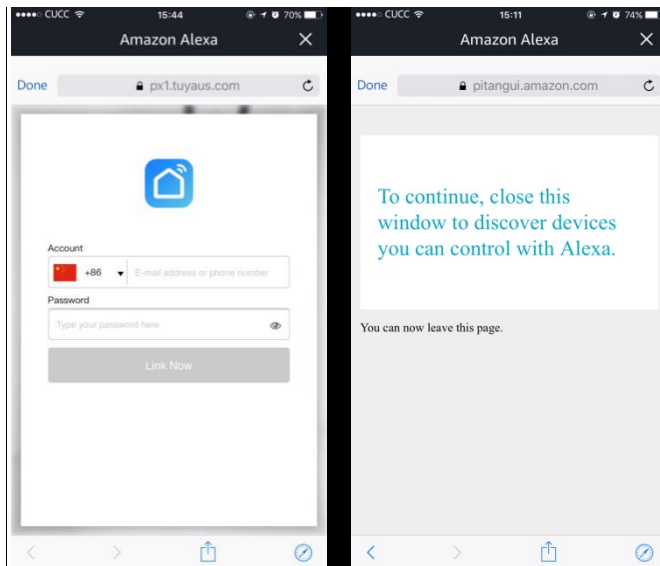 CUCC 15:44 70%
Amazon Alexa
Done px1.tuyaus.com
Account
+86 E-mail address or phone number
Password
Type your password here
Link Now
CUCC 15:11 74%
Amazon Alexa
Done pitangui.amazon.com
To continue, close this
window to discover devices
you can control with Alexa.
You can now leave this page.